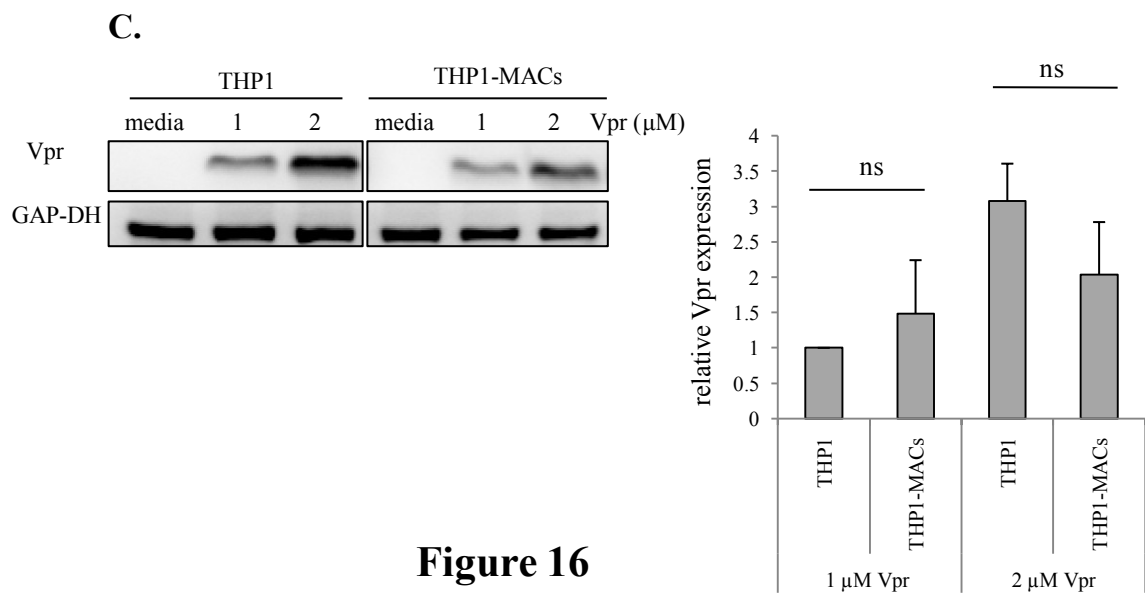 C.
THP1 THP1-MACs
media 1 2 media 1 2 Vpr (µM)
Vpr
GAP-DH
ns
ns
relative Vpr expression
4
3.5
3
2.5
2
1.5
1
0.5
0
THP1
THP1-MACs
THP1
THP1-MACs
1 µM Vpr 2 µM Vpr
Figure 16